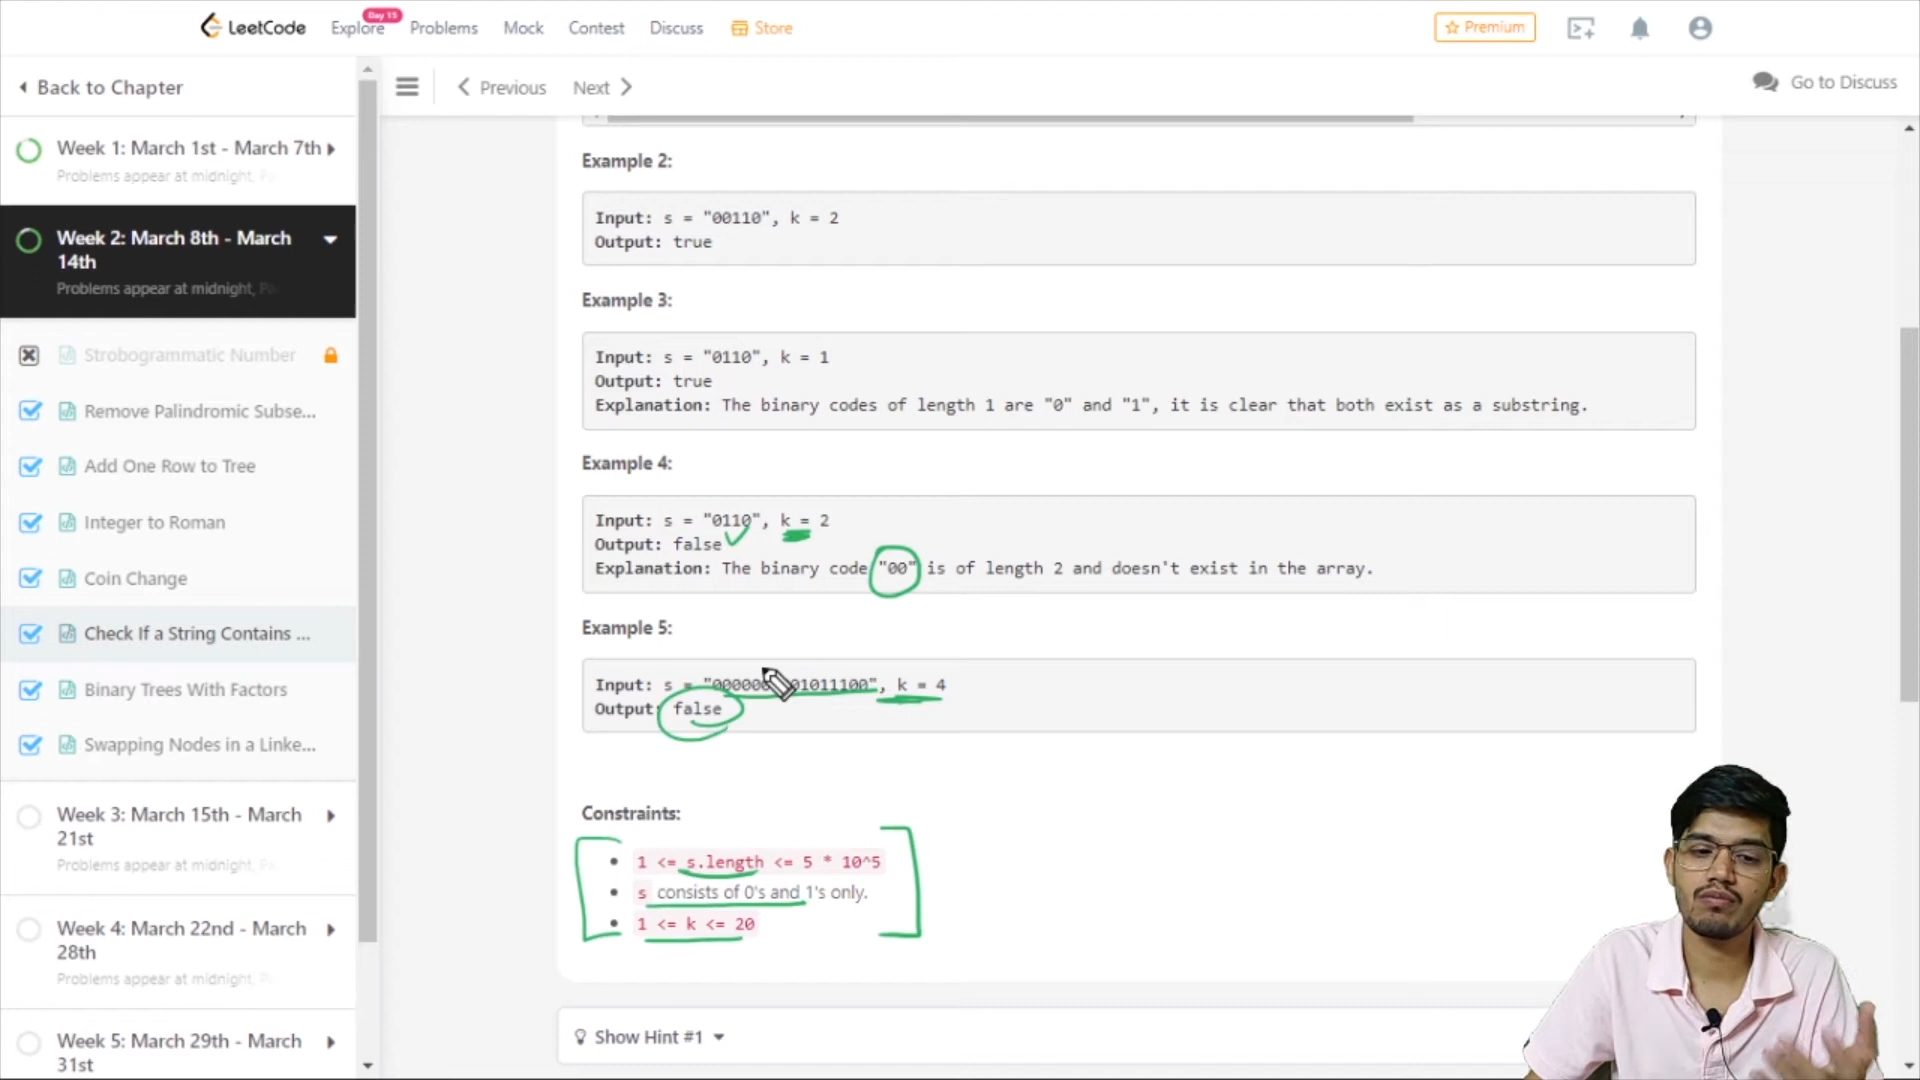 LeetCode
Day 15
Explore
Problems
Mock
Contest
Discuss
Store
Premium
Back to Chapter
Previous
Next
Go to Discuss
Week 1: March 1st - March 7th
Problems appear at midnight,
Week 2: March 8th - March
14th
Problems appear at midnight,
Strobogrammatic Number
Remove Palindromic Subse...
Add One Row to Tree
Integer to Roman
Coin Change
Check If a String Contains ...
Binary Trees With Factors
Swapping Nodes in a Linke...
Week 3: March 15th - March
21st
Problems appear at midnight,
Week 4: March 22nd - March
28th
Problems appear at midnight,
Week 5: March 29th - March
31st
Example 2:
Input: s = "00110", k = 2
Output: true
Example 3:
Input: s = "0110", k = 1
Output: true
Explanation: The binary codes of length 1 are "0" and "1", it is clear that both exist as a substring.
Example 4:
Input: s = "0110", k = 2
Output: false
Explanation: The binary code "00" is of length 2 and doesn't exist in the array.
Example 5:
Input: s = k = 4
Output: false
Constraints:
1 <= s.length <= 5 * 10^5
s consists of 0's and 1's only.
1 <= k <= 20
Show Hint #1